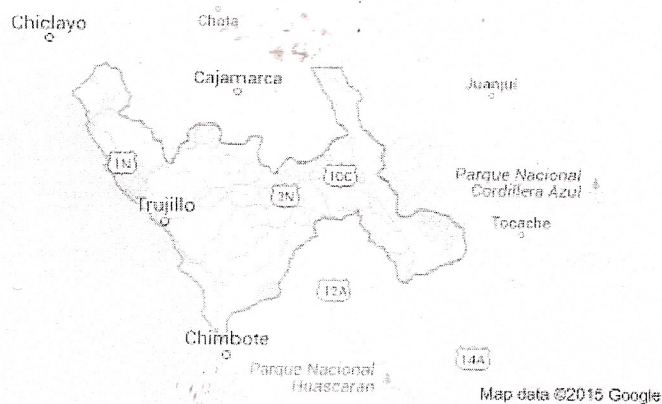 Chiclayo
Chota
Cajamarca
Juanjuí
1N
10C
3N
Parque Nacional
Cordillera Azul
Trujillo
Tocache
12A
Chimbote
14A
Parque Nacional
Huascaran
Map data ©2015 Google